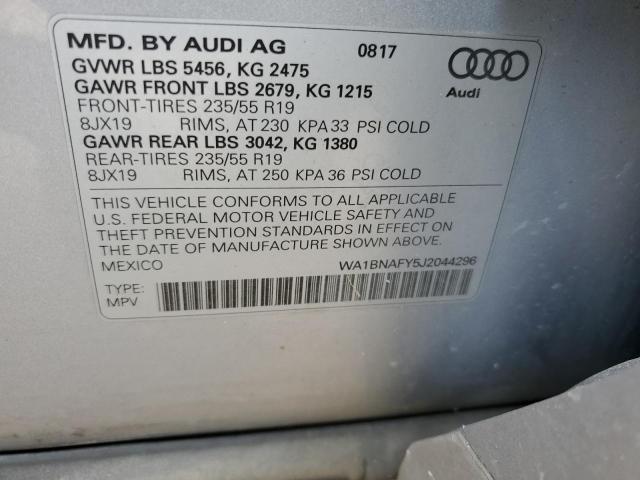 MFD. BY AUDI AG 0817
GVWR LBS 5456, KG 2475
GAWR FRONT LBS 2679, KG 1215
Audi
FRONT-TIRES 235/55 R19
8JX19 RIMS, AT 230 KPA 33 PSI COLD
GAWR REAR LBS 3042, KG 1380
REAR-TIRES 235/55 R19
8JX19 RIMS, AT 250 KPA 36 PSI COLD
THIS VEHICLE CONFORMS TO ALL APPLICABLE
U.S. FEDERAL MOTOR VEHICLE SAFETY AND
THEFT PREVENTION STANDARDS IN EFFECT ON
THE DATE OF MANUFACTURE SHOWN ABOVE.
MEXICO WA1BNAFY5J2044296
TYPE:
MPV